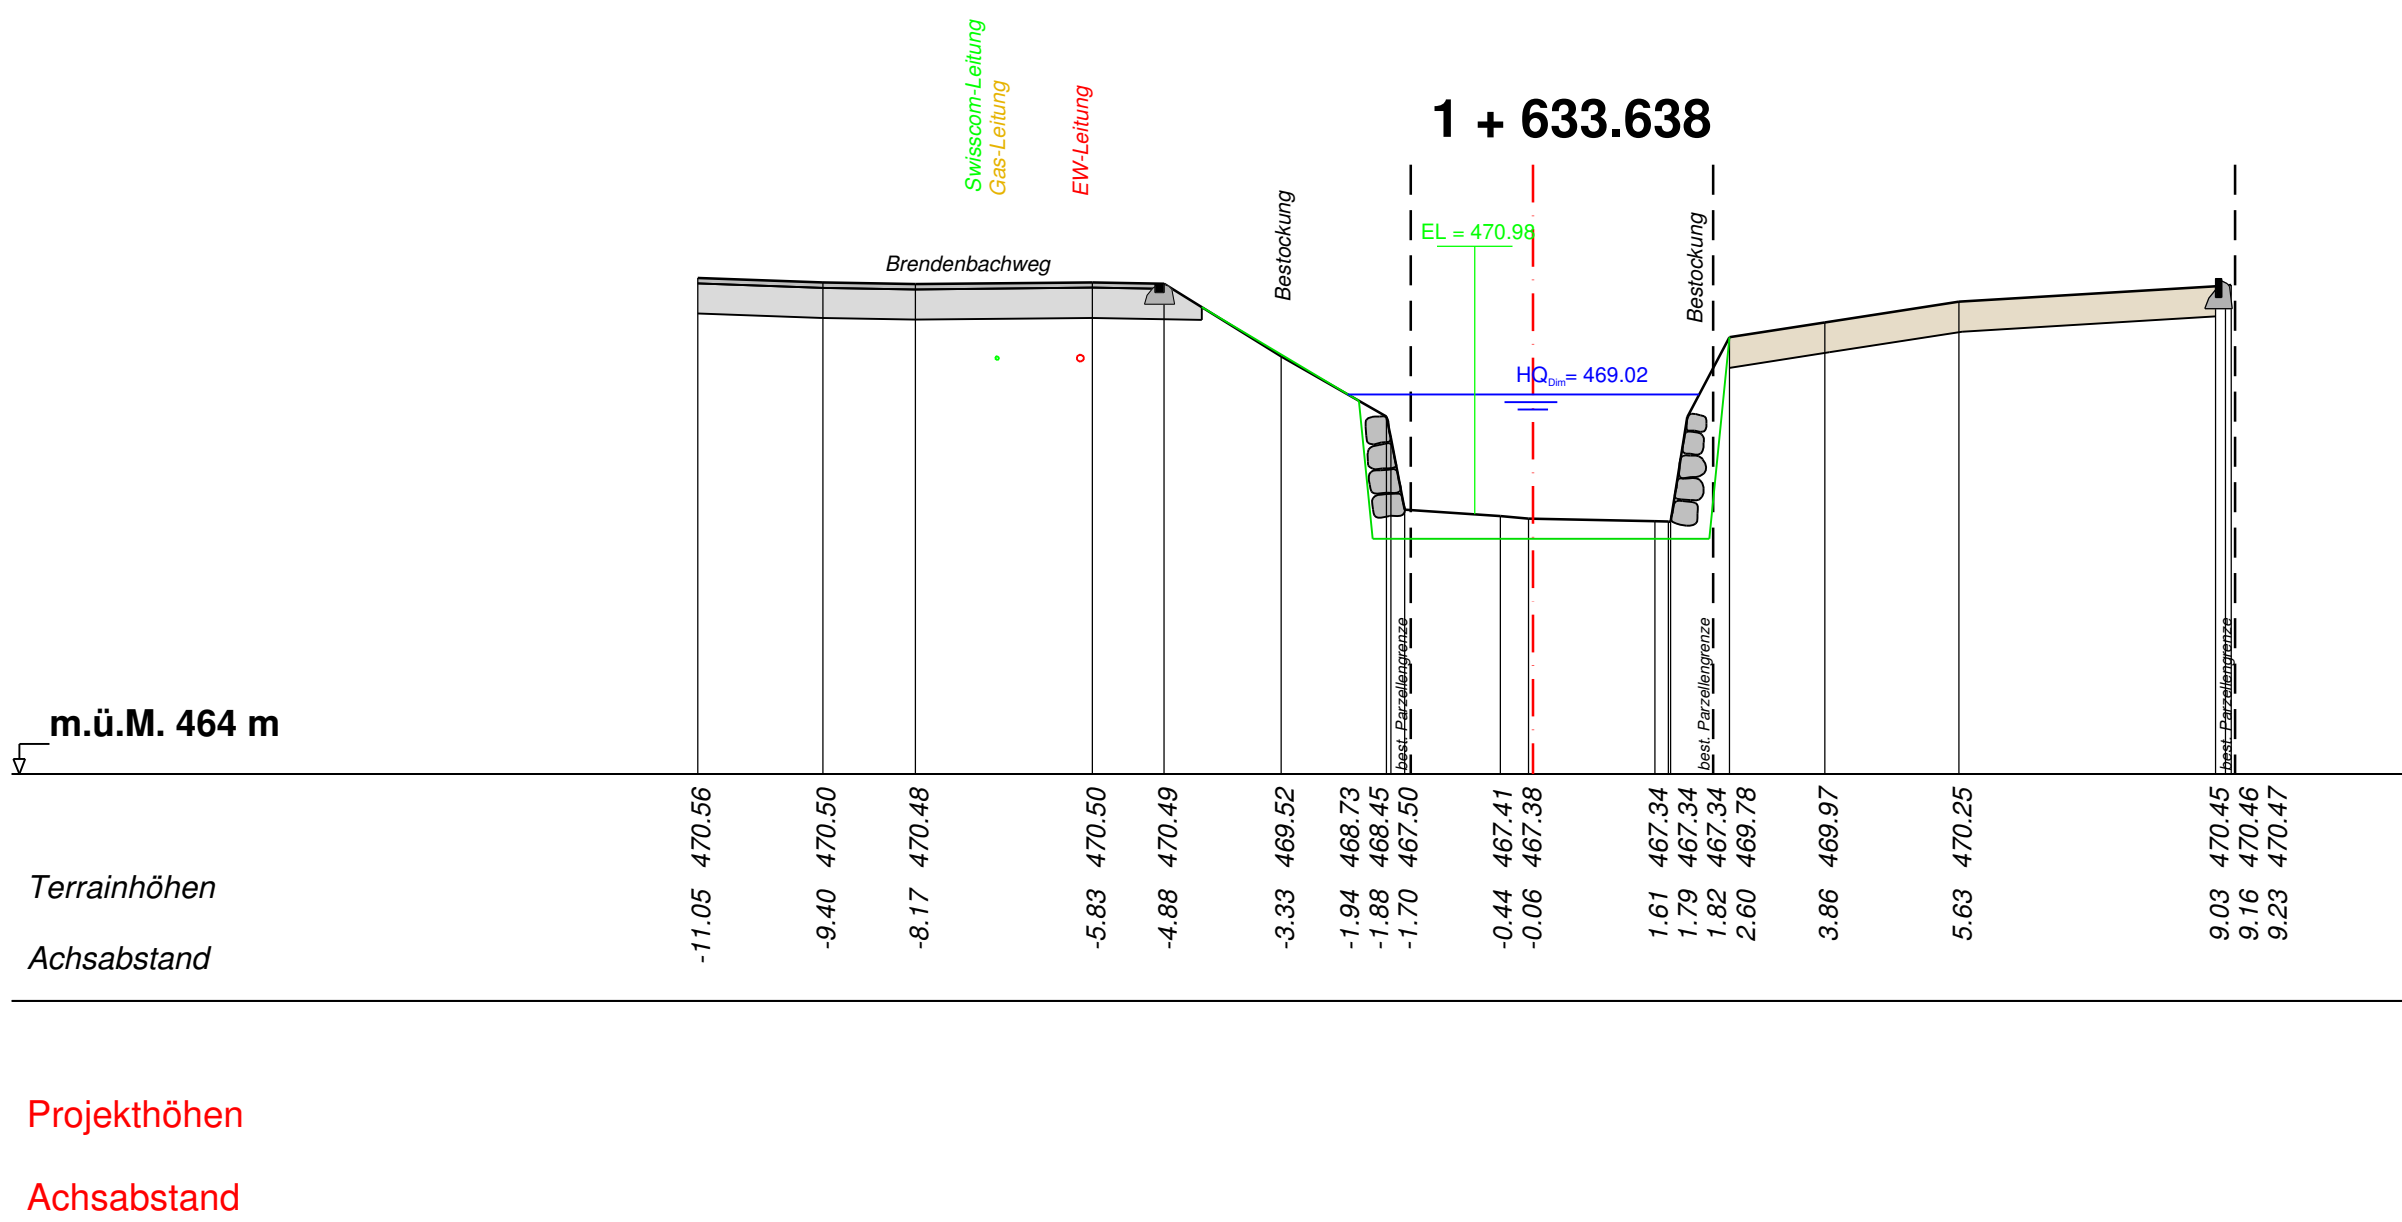 Swisscom-Leitung
Gas-Leitung
EW-Leitung
1 + 633.638
Bestockung
Bestockung
EL = 470.98
Brendenbachweg
HQDim= 469.02
best. Parzellengrenze
best. Parzellengrenze
best. Parzellengrenze
m.ü.M. 464 m
Terrainhöhen
470.56 470.50 470.48 470.50 470.49 469.52 468.73 468.45 467.50 467.41 467.38 467.34 467.34 467.34 469.78 469.97 470.25 470.45 470.46 470.47
Achsabstand
-11.05 -9.40 -8.17 -5.83 -4.88 -3.33 -1.94 -1.88 -1.70 -0.44 -0.06 1.61 1.79 1.82 2.60 3.86 5.63 9.03 9.16 9.23
Projekthöhen
Achsabstand